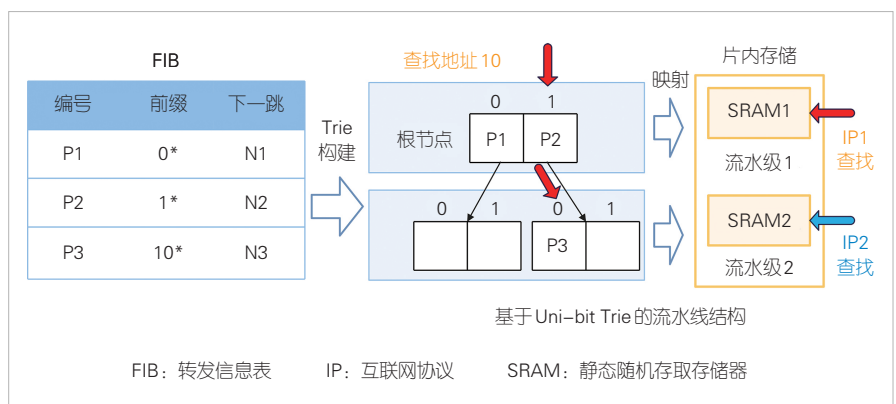 FIB
编号 前缀 下一跳
P1 0* N1
P2 1* N2
P3 10* N3
Trie
构建
查找地址10
0 1
根节点 P1 P2
0 1 0 1
P3
映射
片内存储
SRAM1
流水级1
IP1
查找
SRAM2
流水级2
IP2
查找
基于Uni-bit Trie的流水线结构
FIB：转发信息表 IP：互联网协议 SRAM：静态随机存取存储器